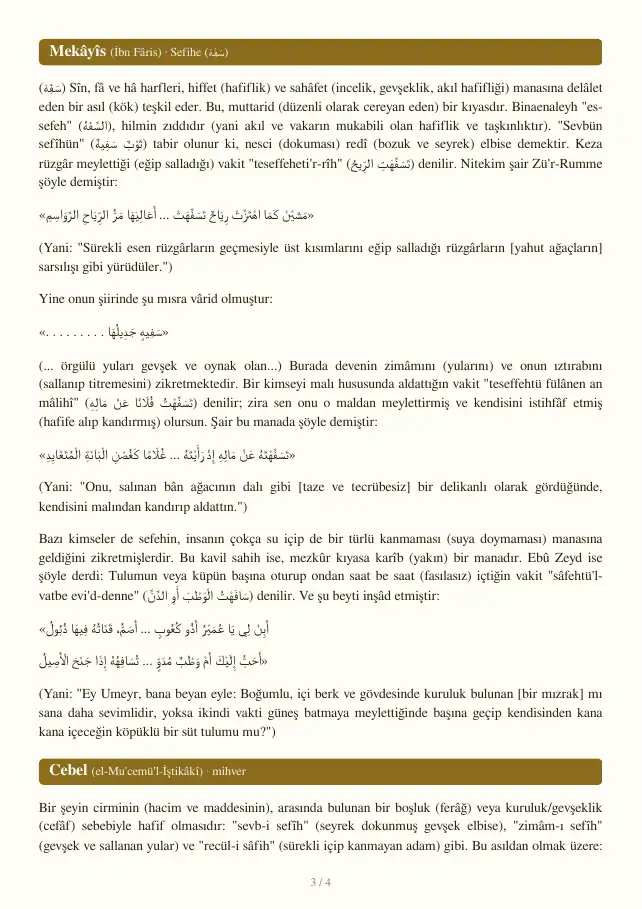 Mekâyîs (İbn Fâris) · Sefihe (سَفِهَ)
(سَفِهَ) Sîn, fâ ve hâ harfleri, hiffet (hafiflik) ve sahâfet (incelik, gevşeklik, akıl hafifliği) manasına delâlet
eden bir asıl (kök) teşkil eder. Bu, muttarid (düzenli olarak cereyan eden) bir kıyasdır. Binaenaleyh "es-
sefeh" (السَّفَهُ), hilmin zıddıdır (yani akıl ve vakarın mukabili olan hafiflik ve taşkınlıktır). "Sevbün
sefîhün" (ثَوْبٌ سَفِيهٌ) tabir olunur ki, nesci (dokuması) redî (bozuk ve seyrek) elbise demektir. Keza
rüzgâr meylettiği (eğip salladığı) vakit "teseffeheti'r-rîh" (تَسَفَّهَتِ الرِّيحُ) denilir. Nitekim şair Zü'r-Rumme
şöyle demiştir:
«مَشَيْنَ كَمَا اهْتَزَّتْ رِيَاحٌ تَسَفَّهَتْ ... أَعَالِيَهَا مَرُّ الرِّيَاحِ الرَّوَاسِمِ»
(Yani: "Sürekli esen rüzgârların geçmesiyle üst kısımlarını eğip salladığı rüzgârların [yahut ağaçların]
sarsılışı gibi yürüdüler.")
Yine onun şiirinde şu mısra vârid olmuştur:
«سَفِيهٍ جَدِيلُهَا . . . . . . . . .»
(... örgülü yuları gevşek ve oynak olan...) Burada devenin zimâmını (yularını) ve onun ıztırabını
(sallanıp titremesini) zikretmektedir. Bir kimseyi malı hususunda aldattığın vakit "teseffehtü fülânen an
mâlihî" (تَسَفَّهْتُ فُلَانًا عَنْ مَالِهِ) denilir; zira sen onu o maldan meylettirmiş ve kendisini istihfâf etmiş
(hafife alıp kandırmış) olursun. Şair bu manada şöyle demiştir:
«تَسَفَّهْتَهُ عَنْ مَالِهِ إِذْ رَأَيْتَهُ ... غُلَامًا كَغُصْنِ الْبَانَةِ الْمُتَغَايِدِ»
(Yani: "Onu, salınan bân ağacının dalı gibi [taze ve tecrübesiz] bir delikanlı olarak gördüğünde,
kendisini malından kandırıp aldattın.")
Bazı kimseler de sefehin, insanın çokça su içip de bir türlü kanmaması (suya doymaması) manasına
geldiğini zikretmişlerdir. Bu kavil sahih ise, mezkûr kıyasa karîb (yakın) bir manadır. Ebû Zeyd ise
şöyle derdi: Tulumun veya küpün başına oturup ondan saat be saat (fasılasız) içtiğin vakit "sâfehtü'l-
vatbe evi'd-denne" (سَافَهْتُ الْوَطْبَ أَوِ الدَّنَّ) denilir. Ve şu beyti inşâd etmiştir:
«أَبِنْ لِي يَا عُمَيْرُ أَذُو كُعُوبٍ ... أَصَمُّ، قَنَاتُهُ فِيهَا ذُبُولُ
أَحَبُّ إِلَيْكَ أَمْ وَطْبٌ مُدَوٍّ ... تُسَافِهُهُ إِذَا جَنَحَ الْأَصِيلُ»
(Yani: "Ey Umeyr, bana beyan eyle: Boğumlu, içi berk ve gövdesinde kuruluk bulunan [bir mızrak] mı
sana daha sevimlidir, yoksa ikindi vakti güneş batmaya meylettiğinde başına geçip kendisinden kana
kana içeceğin köpüklü bir süt tulumu mu?")
Cebel (el-Mu'cemü'l-İştikâkî) · mihver
Bir şeyin cirminin (hacim ve maddesinin), arasında bulunan bir boşluk (ferâğ) veya kuruluk/gevşeklik
(cefâf) sebebiyle hafif olmasıdır: "sevb-i sefîh" (seyrek dokunmuş gevşek elbise), "zimâm-ı sefîh"
(gevşek ve sallanan yular) ve "recül-i sâfih" (sürekli içip kanmayan adam) gibi. Bu asıldan olmak üzere:
3 / 4